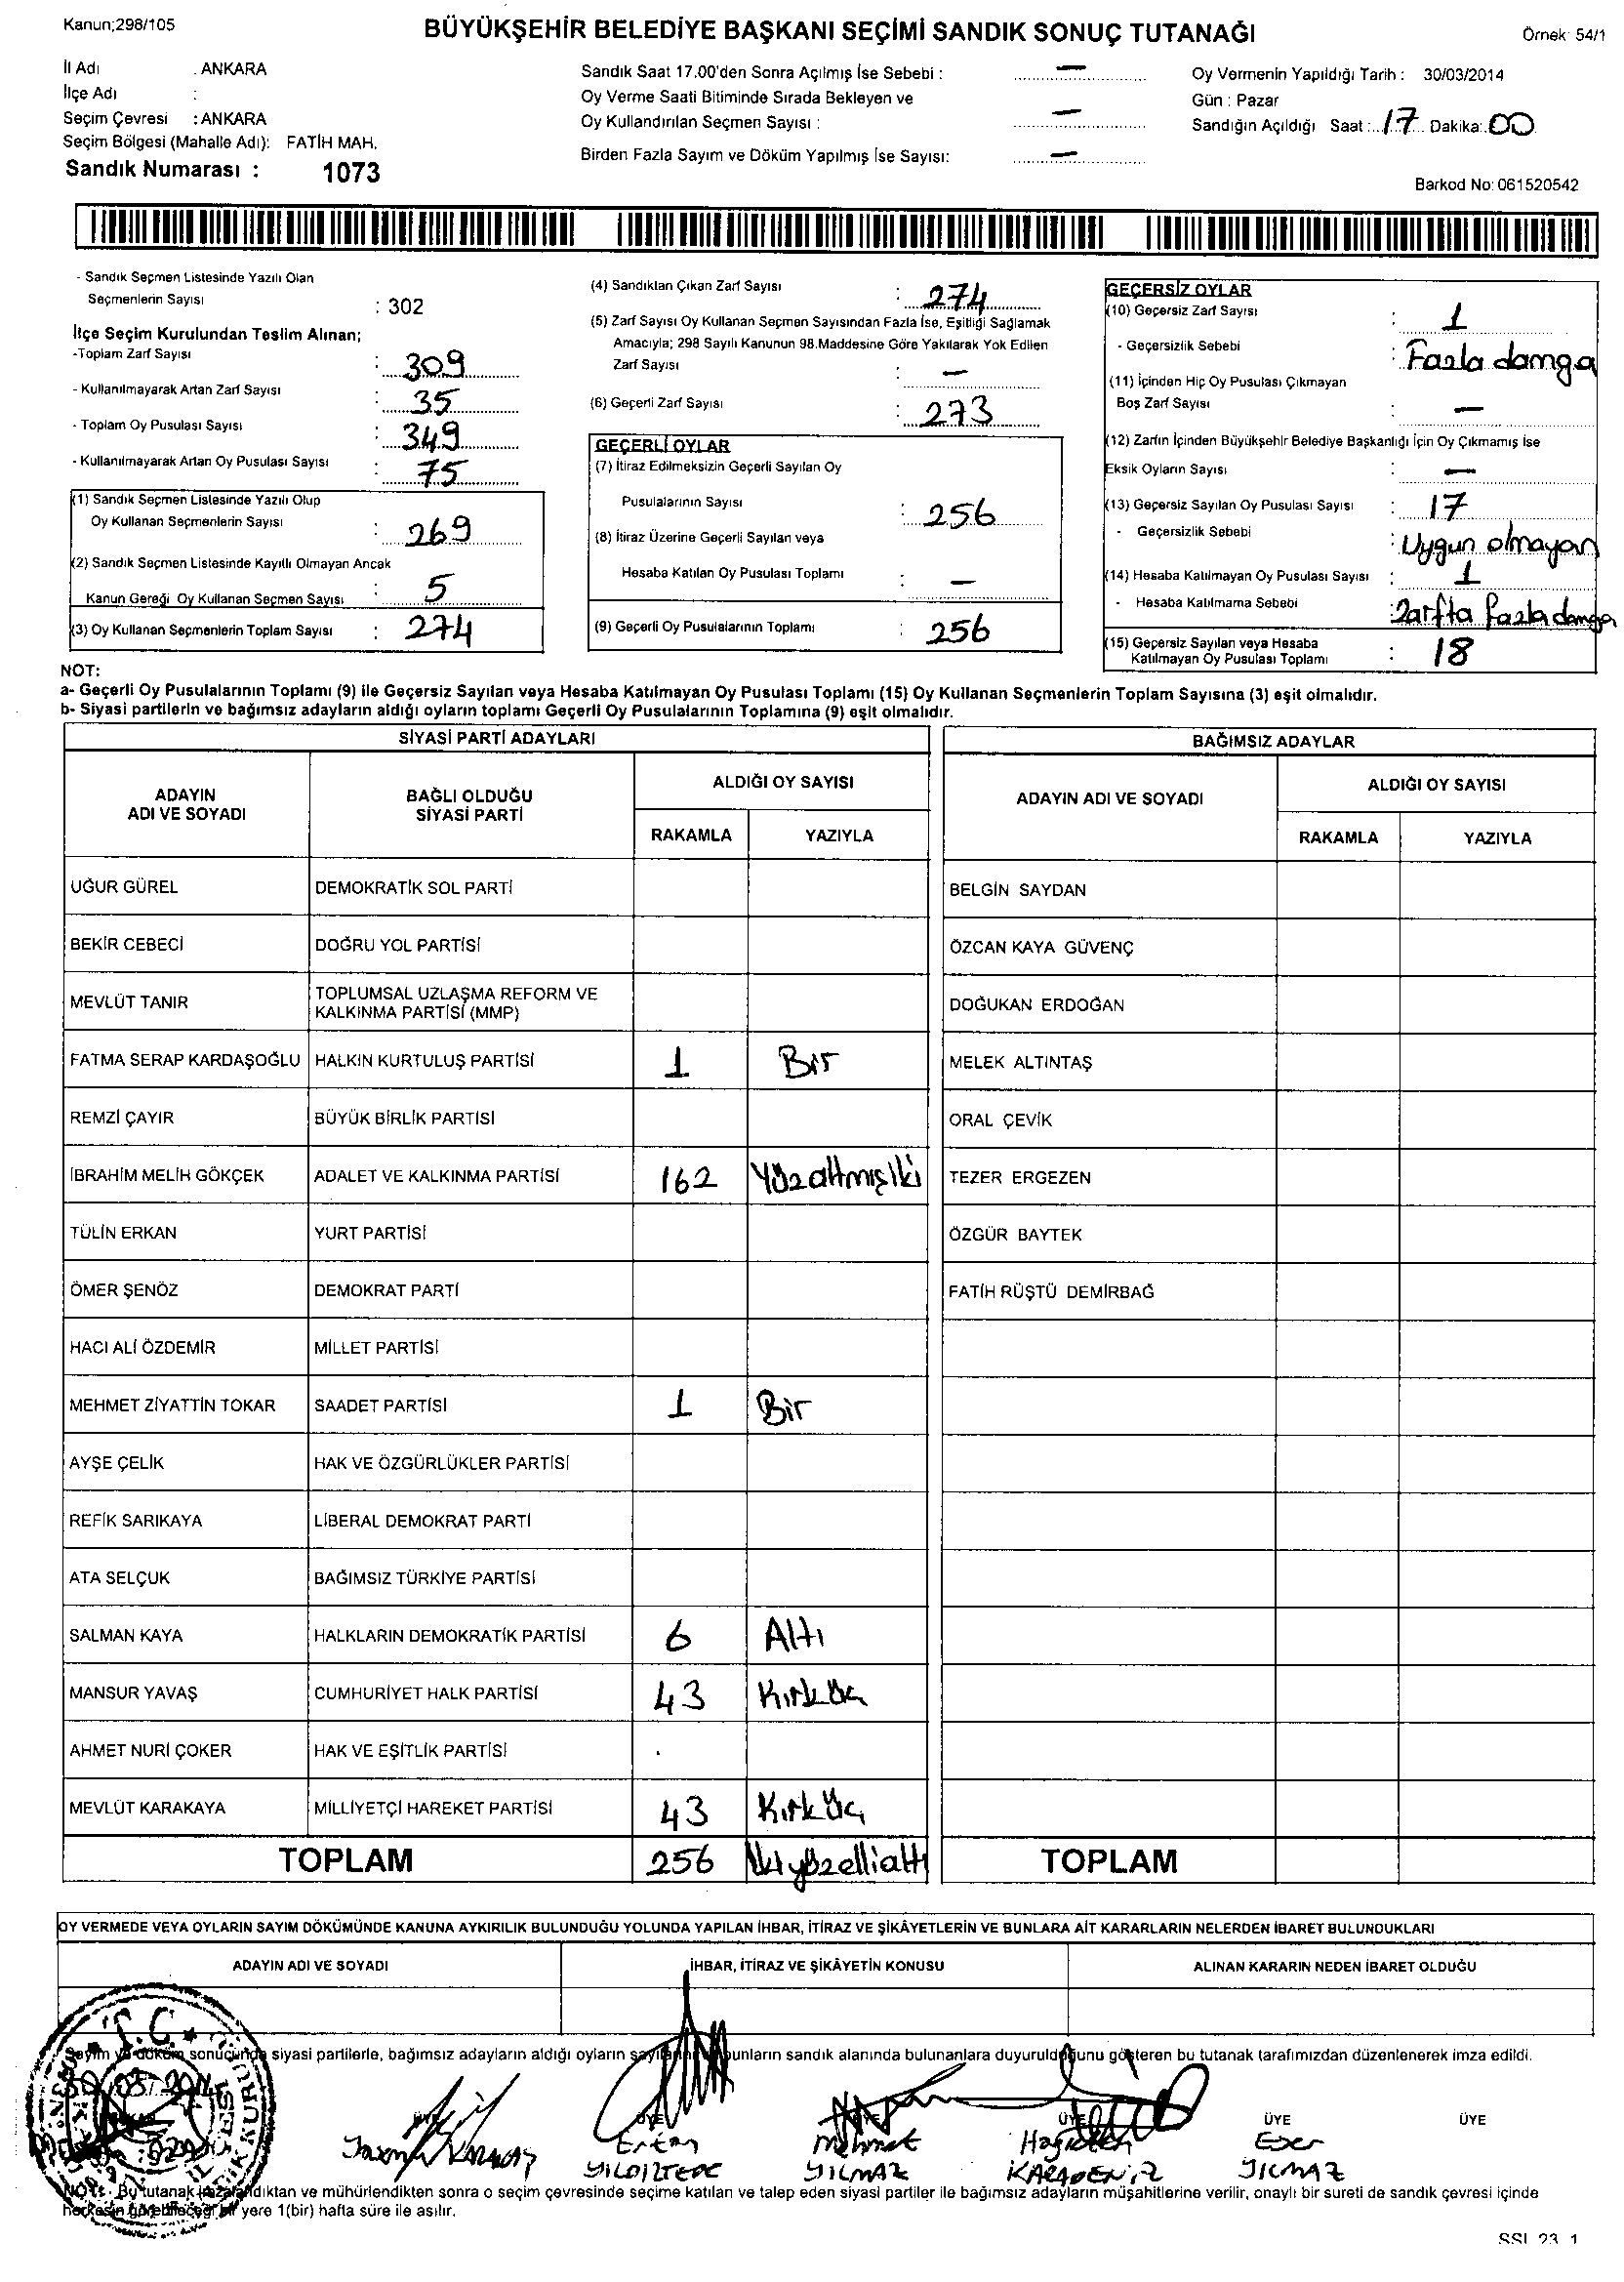 Kanun;298/105
BÜYÜKŞEHİR BELEDİYE BAŞKANI SEÇİMİ SANDIK SONUÇ TUTANAĞI
Örnek: 54/1
İl Adı : ANKARA
İlçe Adı :
Seçim Çevresi : ANKARA
Seçim Bölgesi (Mahalle Adı): FATİH MAH.
Sandık Numarası : 1073
Sandık Saat 17.00'den Sonra Açılmış İse Sebebi : —
Oy Verme Saati Bitiminde Sırada Bekleyen ve
Oy Kullandırılan Seçmen Sayısı : —
Birden Fazla Sayım ve Döküm Yapılmış İse Sayısı: —
Oy Vermenin Yapıldığı Tarih : 30/03/2014
Gün : Pazar
Sandığın Açıldığı Saat : 17 Dakika: 00
Barkod No: 061520542
- Sandık Seçmen Listesinde Yazılı Olan
Seçmenlerin Sayısı : 302
İlçe Seçim Kurulundan Teslim Alınan;
-Toplam Zarf Sayısı : 309
- Kullanılmayarak Artan Zarf Sayısı : 35
- Toplam Oy Pusulası Sayısı : 349
- Kullanılmayarak Artan Oy Pusulası Sayısı : 75
(1) Sandık Seçmen Listesinde Yazılı Olup
Oy Kullanan Seçmenlerin Sayısı : 269
(2) Sandık Seçmen Listesinde Kayıtlı Olmayan Ancak
Kanun Gereği Oy Kullanan Seçmen Sayısı : 5
(3) Oy Kullanan Seçmenlerin Toplam Sayısı : 274
(4) Sandıktan Çıkan Zarf Sayısı : 274
(5) Zarf Sayısı Oy Kullanan Seçmen Sayısından Fazla İse, Eşitliği Sağlamak
Amacıyla; 298 Sayılı Kanunun 98.Maddesine Göre Yakılarak Yok Edilen
Zarf Sayısı : —
(6) Geçerli Zarf Sayısı : 273
GEÇERLİ OYLAR
(7) İtiraz Edilmeksizin Geçerli Sayılan Oy
Pusulalarının Sayısı : 256
(8) İtiraz Üzerine Geçerli Sayılan veya
Hesaba Katılan Oy Pusulası Toplamı : —
(9) Geçerli Oy Pusulalarının Toplamı : 256
GEÇERSİZ OYLAR
(10) Geçersiz Zarf Sayısı : 1
- Geçersizlik Sebebi : Fazla damga
(11) İçinden Hiç Oy Pusulası Çıkmayan
Boş Zarf Sayısı : —
(12) Zarfın İçinden Büyükşehir Belediye Başkanlığı İçin Oy Çıkmamış İse
Eksik Oyların Sayısı : —
(13) Geçersiz Sayılan Oy Pusulası Sayısı : 17
- Geçersizlik Sebebi : Uygun olmayan
(14) Hesaba Katılmayan Oy Pusulası Sayısı : 1
- Hesaba Katılmama Sebebi : Zarfta fazla damga
(15) Geçersiz Sayılan veya Hesaba
Katılmayan Oy Pusulası Toplamı : 18
NOT:
a- Geçerli Oy Pusulalarının Toplamı (9) ile Geçersiz Sayılan veya Hesaba Katılmayan Oy Pusulası Toplamı (15) Oy Kullanan Seçmenlerin Toplam Sayısına (3) eşit olmalıdır.
b- Siyasi partilerin ve bağımsız adayların aldığı oyların toplamı Geçerli Oy Pusulalarının Toplamına (9) eşit olmalıdır.
SİYASİ PARTİ ADAYLARI
ADAYIN ADI VE SOYADI
BAĞLI OLDUĞU SİYASİ PARTİ
ALDIĞI OY SAYISI
RAKAMLA YAZIYLA
UĞUR GÜREL DEMOKRATİK SOL PARTİ
BEKİR CEBECİ DOĞRU YOL PARTİSİ
MEVLÜT TANIR TOPLUMSAL UZLAŞMA REFORM VE
KALKINMA PARTİSİ (MMP)
FATMA SERAP KARDAŞOĞLU HALKIN KURTULUŞ PARTİSİ 1 Bir
REMZİ ÇAYIR BÜYÜK BİRLİK PARTİSİ
İBRAHİM MELİH GÖKÇEK ADALET VE KALKINMA PARTİSİ 162 Yüzaltmışiki
TÜLİN ERKAN YURT PARTİSİ
ÖMER ŞENÖZ DEMOKRAT PARTİ
HACI ALİ ÖZDEMİR MİLLET PARTİSİ
MEHMET ZİYATTİN TOKAR SAADET PARTİSİ 1 Bir
AYŞE ÇELİK HAK VE ÖZGÜRLÜKLER PARTİSİ
REFİK SARIKAYA LİBERAL DEMOKRAT PARTİ
ATA SELÇUK BAĞIMSIZ TÜRKİYE PARTİSİ
SALMAN KAYA HALKLARIN DEMOKRATİK PARTİSİ 6 Altı
MANSUR YAVAŞ CUMHURİYET HALK PARTİSİ 43 Kırküç
AHMET NURİ ÇOKER HAK VE EŞİTLİK PARTİSİ
MEVLÜT KARAKAYA MİLLİYETÇİ HAREKET PARTİSİ 43 Kırküç
TOPLAM 256 İkiyüzellialtı
BAĞIMSIZ ADAYLAR
ADAYIN ADI VE SOYADI
ALDIĞI OY SAYISI
RAKAMLA YAZIYLA
BELGİN SAYDAN
ÖZCAN KAYA GÜVENÇ
DOĞUKAN ERDOĞAN
MELEK ALTINTAŞ
ORAL ÇEVİK
TEZER ERGEZEN
ÖZGÜR BAYTEK
FATİH RÜŞTÜ DEMİRBAĞ
TOPLAM
OY VERMEDE VEYA OYLARIN SAYIM DÖKÜMÜNDE KANUNA AYKIRILIK BULUNDUĞU YOLUNDA YAPILAN İHBAR, İTİRAZ VE ŞİKÂYETLERİN VE BUNLARA AİT KARARLARIN NELERDEN İBARET BULUNDUKLARI
ADAYIN ADI VE SOYADI İHBAR, İTİRAZ VE ŞİKÂYETİN KONUSU ALINAN KARARIN NEDEN İBARET OLDUĞU
T.C.
Sayım ve döküm sonucunda siyasi partilerle, bağımsız adayların aldığı oyların bunların sandık alanında bulunanlara duyurulduğunu gösteren bu tutanak tarafımızdan düzenlenerek imza edildi.
ÜYE ÜYE ÜYE ÜYE
Ertan YILDIZTEPE
Mehmet YILMAZ
KARADENİZ
Eser YILMAZ
NOT: Bu tutanak imzalandıktan ve mühürlendikten sonra o seçim çevresinde seçime katılan ve talep eden siyasi partiler ile bağımsız adayların müşahitlerine verilir, onaylı bir sureti de sandık çevresi içinde
herkesin görebileceği bir yere 1(bir) hafta süre ile asılır.